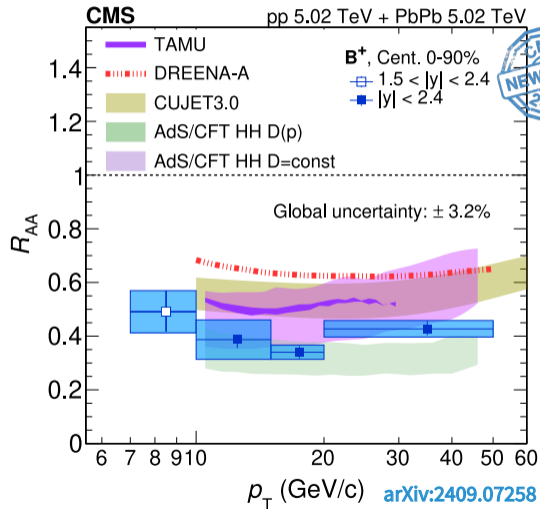 CMS
pp 5.02 TeV + PbPb 5.02 TeV
TAMU
DREENA-A
CUJET3.0
AdS/CFT HH D(p)
AdS/CFT HH D=const
B⁺, Cent. 0-90%
1.5 < |y| < 2.4
|y| < 2.4
NEW
Global uncertainty: ± 3.2%
R_AA
1.4
1.2
1
0.8
0.6
0.4
0.2
0
6 7 8 9 10 20 30 40 50 60
p_T (GeV/c)
arXiv:2409.07258